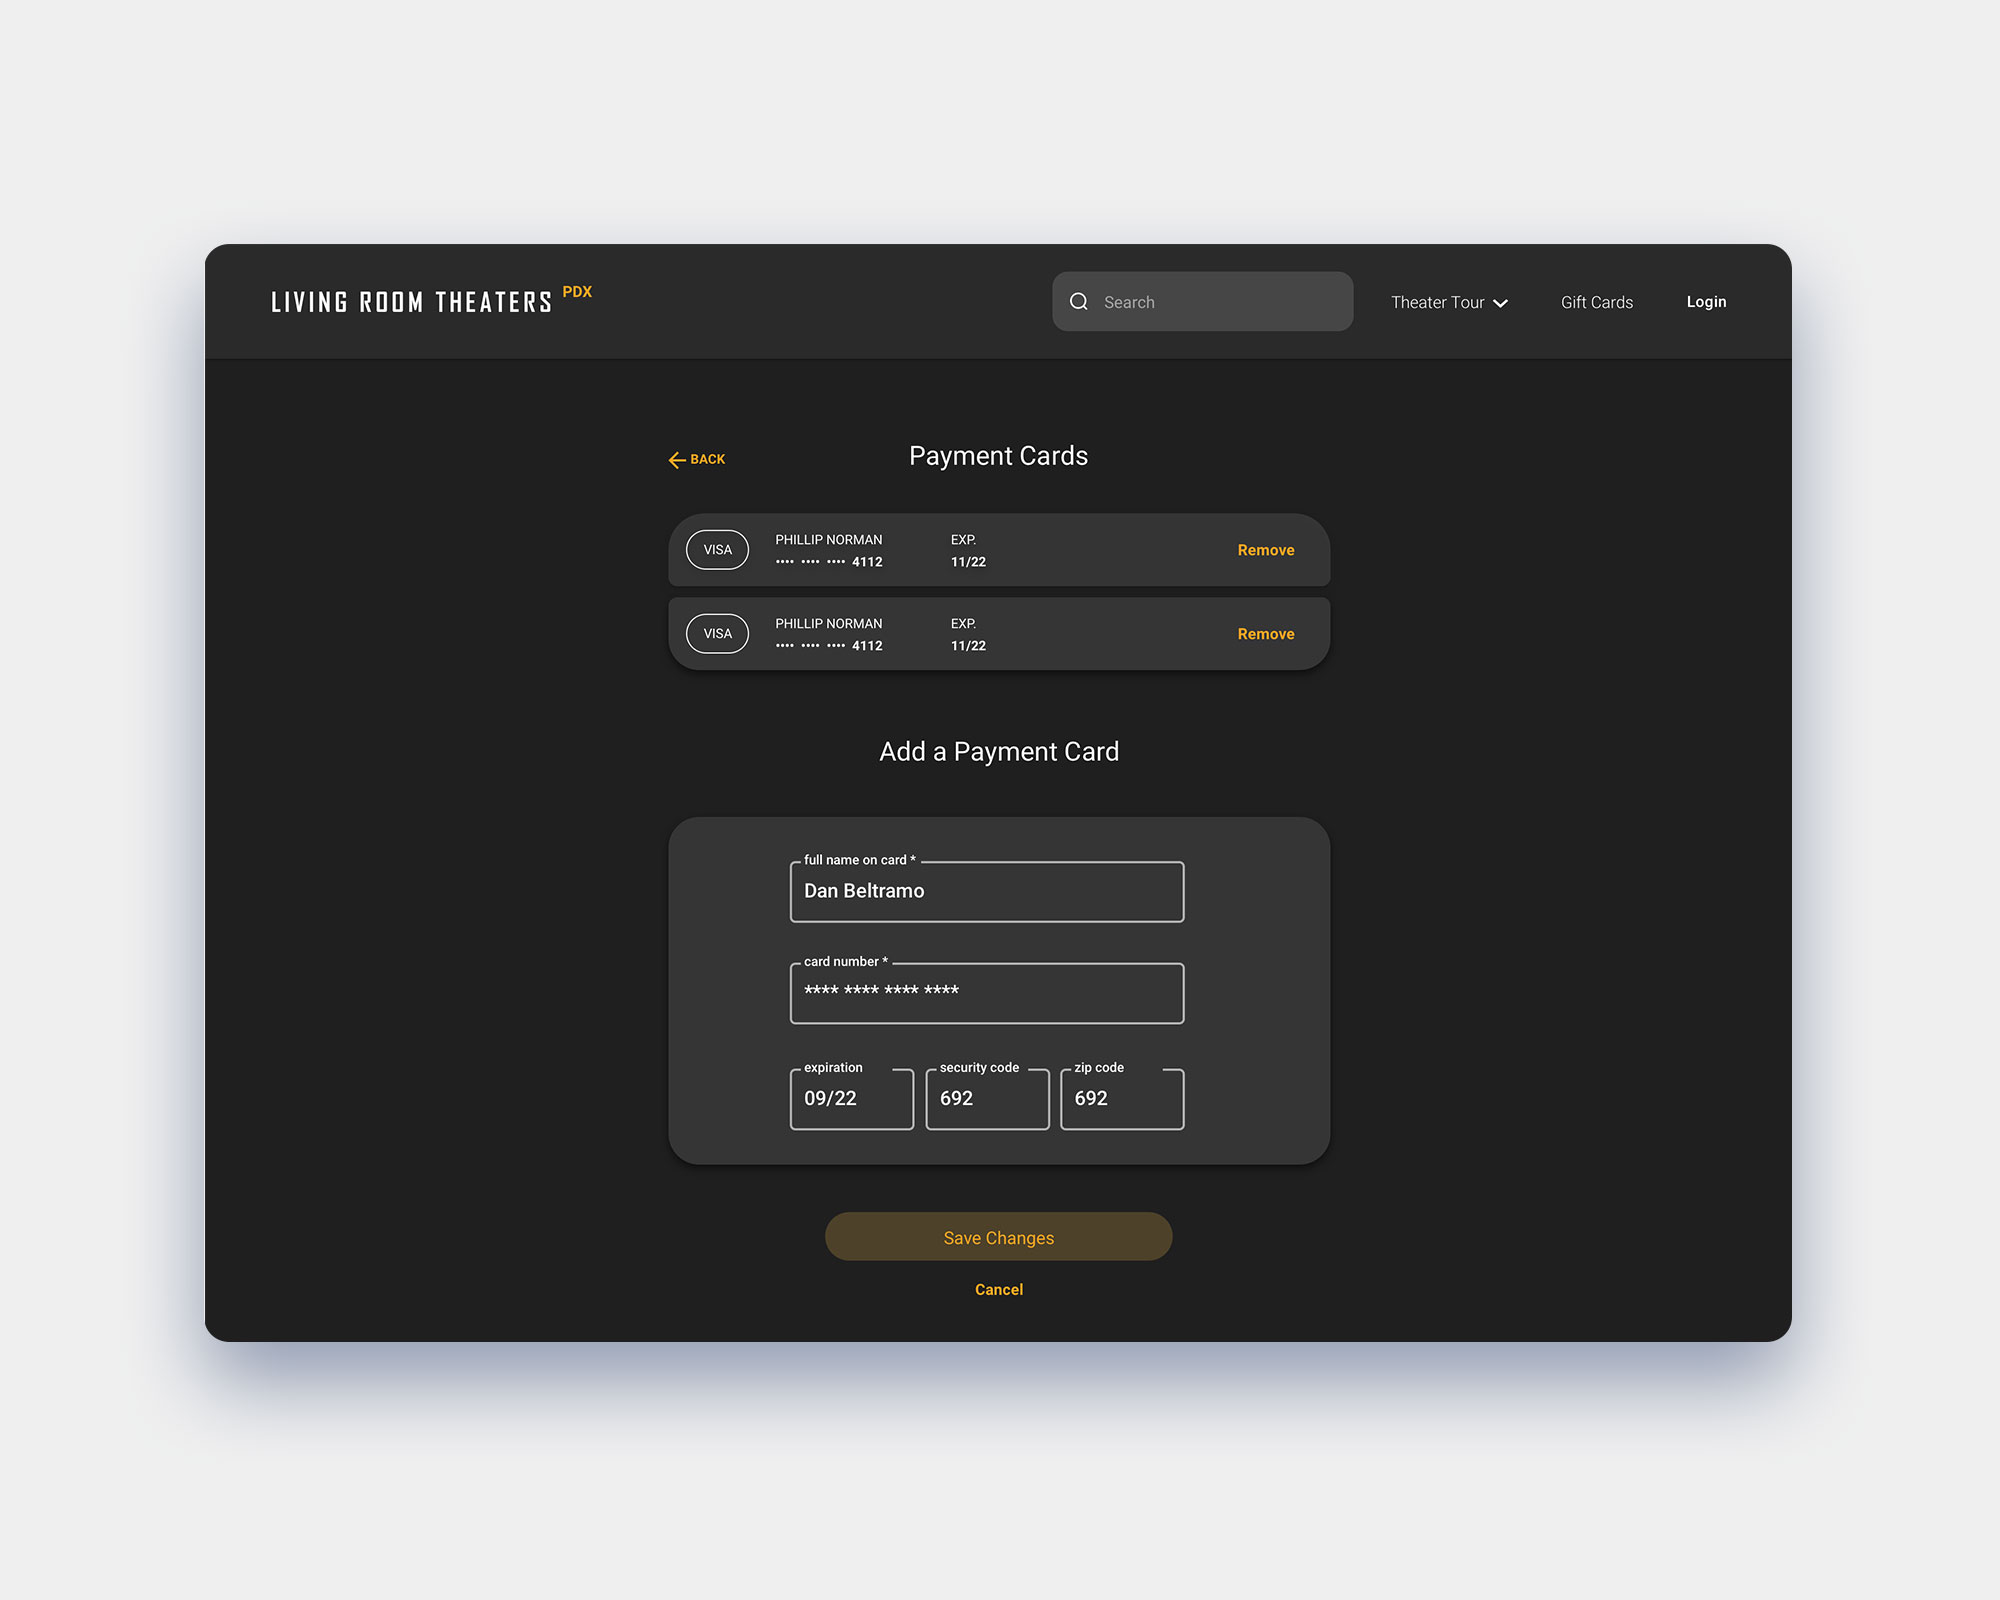 LIVING ROOM THEATERS PDX
Search
Theater Tour
Gift Cards
Login
BACK
Payment Cards
VISA
PHILLIP NORMAN
•••• •••• •••• 4112
EXP.
11/22
Remove
VISA
PHILLIP NORMAN
•••• •••• •••• 4112
EXP.
11/22
Remove
Add a Payment Card
full name on card *
Dan Beltramo
card number *
**** **** **** ****
expiration
09/22
security code
692
zip code
692
Save Changes
Cancel